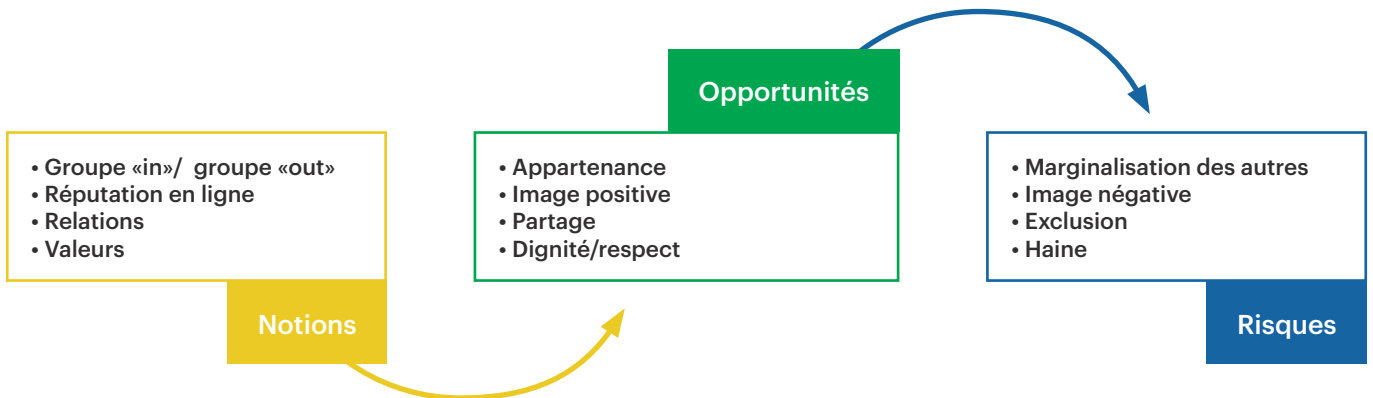 Notions
• Groupe «in»/ groupe «out»
• Réputation en ligne
• Relations
• Valeurs
Opportunités
• Appartenance
• Image positive
• Partage
• Dignité/respect
Risques
• Marginalisation des autres
• Image négative
• Exclusion
• Haine